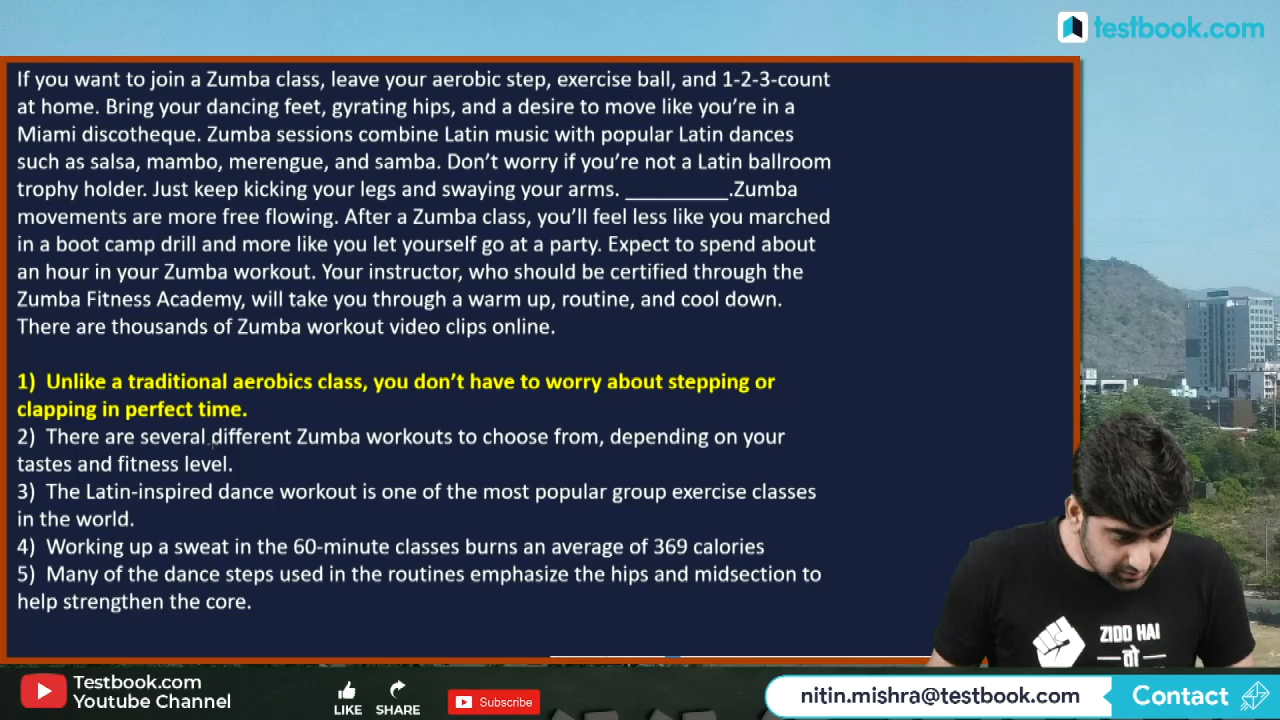 testbook.com
If you want to join a Zumba class, leave your aerobic step, exercise ball, and 1-2-3-count
at home. Bring your dancing feet, gyrating hips, and a desire to move like you're in a
Miami discotheque. Zumba sessions combine Latin music with popular Latin dances
such as salsa, mambo, merengue, and samba. Don't worry if you're not a Latin ballroom
trophy holder. Just keep kicking your legs and swaying your arms. __________.Zumba
movements are more free flowing. After a Zumba class, you'll feel less like you marched
in a boot camp drill and more like you let yourself go at a party. Expect to spend about
an hour in your Zumba workout. Your instructor, who should be certified through the
Zumba Fitness Academy, will take you through a warm up, routine, and cool down.
There are thousands of Zumba workout video clips online.
1) Unlike a traditional aerobics class, you don't have to worry about stepping or
clapping in perfect time.
2) There are several different Zumba workouts to choose from, depending on your
tastes and fitness level.
3) The Latin-inspired dance workout is one of the most popular group exercise classes
in the world.
4) Working up a sweat in the 60-minute classes burns an average of 369 calories
5) Many of the dance steps used in the routines emphasize the hips and midsection to
help strengthen the core.
ZIDD HAI
तो
Testbook.com
YouTube Channel
LIKE
SHARE
Subscribe
nitin.mishra@testbook.com
Contact